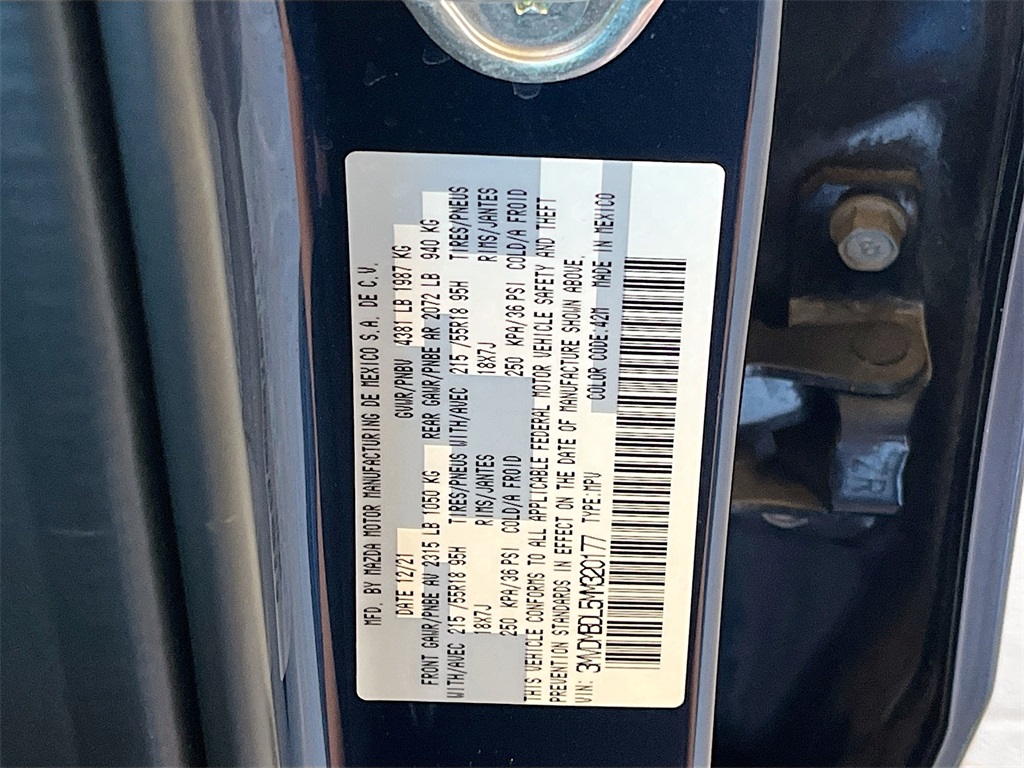 MFD. BY MAZDA MOTOR MANUFACTURING DE MEXICO S.A. DE C.V.
DATE 12/21 GVWR/PNBV 4381 LB 1987 KG
FRONT GAWR/PNBE AV 2315 LB 1050 KG REAR GAWR/PNBE AR 2072 LB 940 KG
WITH/AVEC 215 /55R18 95H TIRES/PNEUS WITH/AVEC 215 /55R18 95H TIRES/PNEUS
18X7J RIMS/JANTES 18X7J RIMS/JANTES
250 KPA/36 PSI COLD/A FROID 250 KPA/36 PSI COLD/A FROID
THIS VEHICLE CONFORMS TO ALL APPLICABLE FEDERAL MOTOR VEHICLE SAFETY AND THEFT
PREVENTION STANDARDS IN EFFECT ON THE DATE OF MANUFACTURE SHOWN ABOVE.
VIN: 3MVDMBDL5NM320177 TYPE:MPV COLOR CODE:42M MADE IN MEXICO